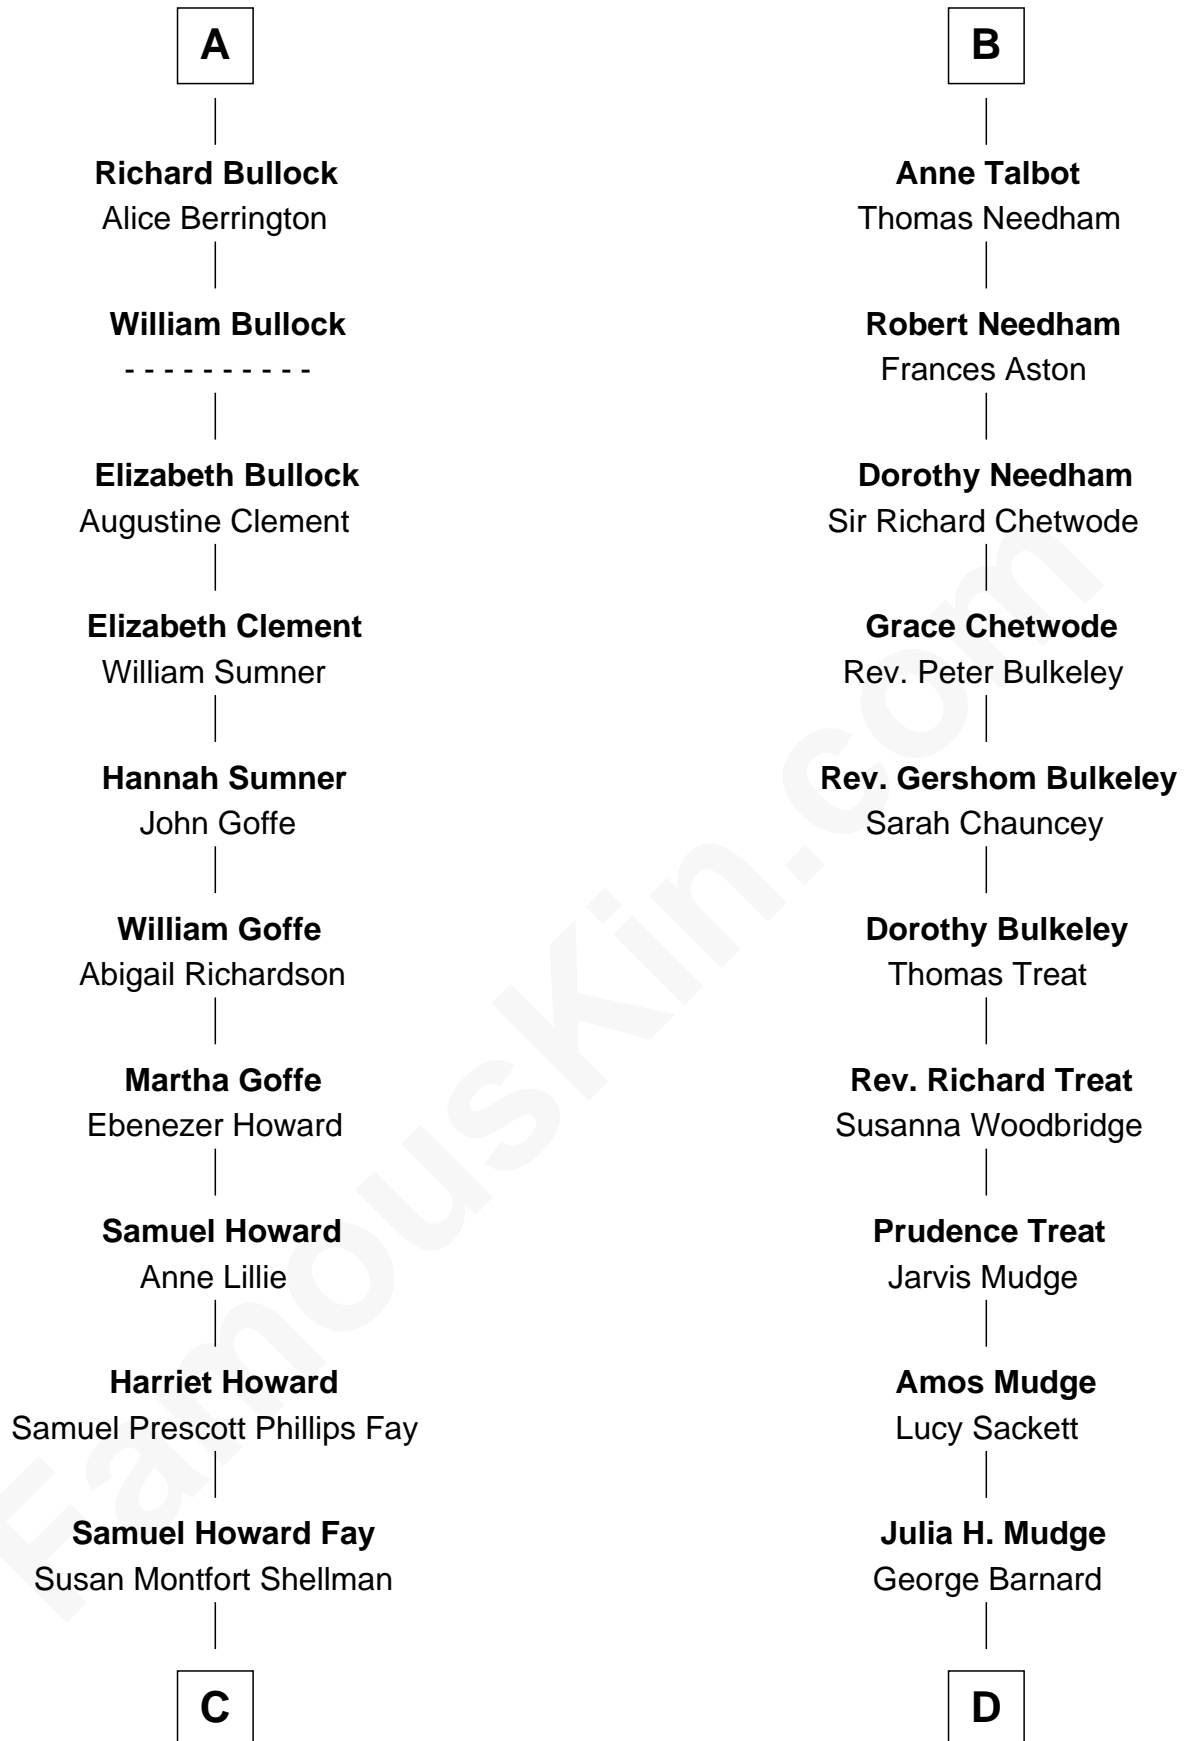 A
Richard Bullock
Alice Berrington
William Bullock
- - - - - - - - - -
Elizabeth Bullock
Augustine Clement
Elizabeth Clement
William Sumner
Hannah Sumner
John Goffe
William Goffe
Abigail Richardson
Martha Goffe
Ebenezer Howard
Samuel Howard
Anne Lillie
Harriet Howard
Samuel Prescott Phillips Fay
Samuel Howard Fay
Susan Montfort Shellman
C
B
Anne Talbot
Thomas Needham
Robert Needham
Frances Aston
Dorothy Needham
Sir Richard Chetwode
Grace Chetwode
Rev. Peter Bulkeley
Rev. Gershom Bulkeley
Sarah Chauncey
Dorothy Bulkeley
Thomas Treat
Rev. Richard Treat
Susanna Woodbridge
Prudence Treat
Jarvis Mudge
Amos Mudge
Lucy Sackett
Julia H. Mudge
George Barnard
D
FamousKin.com